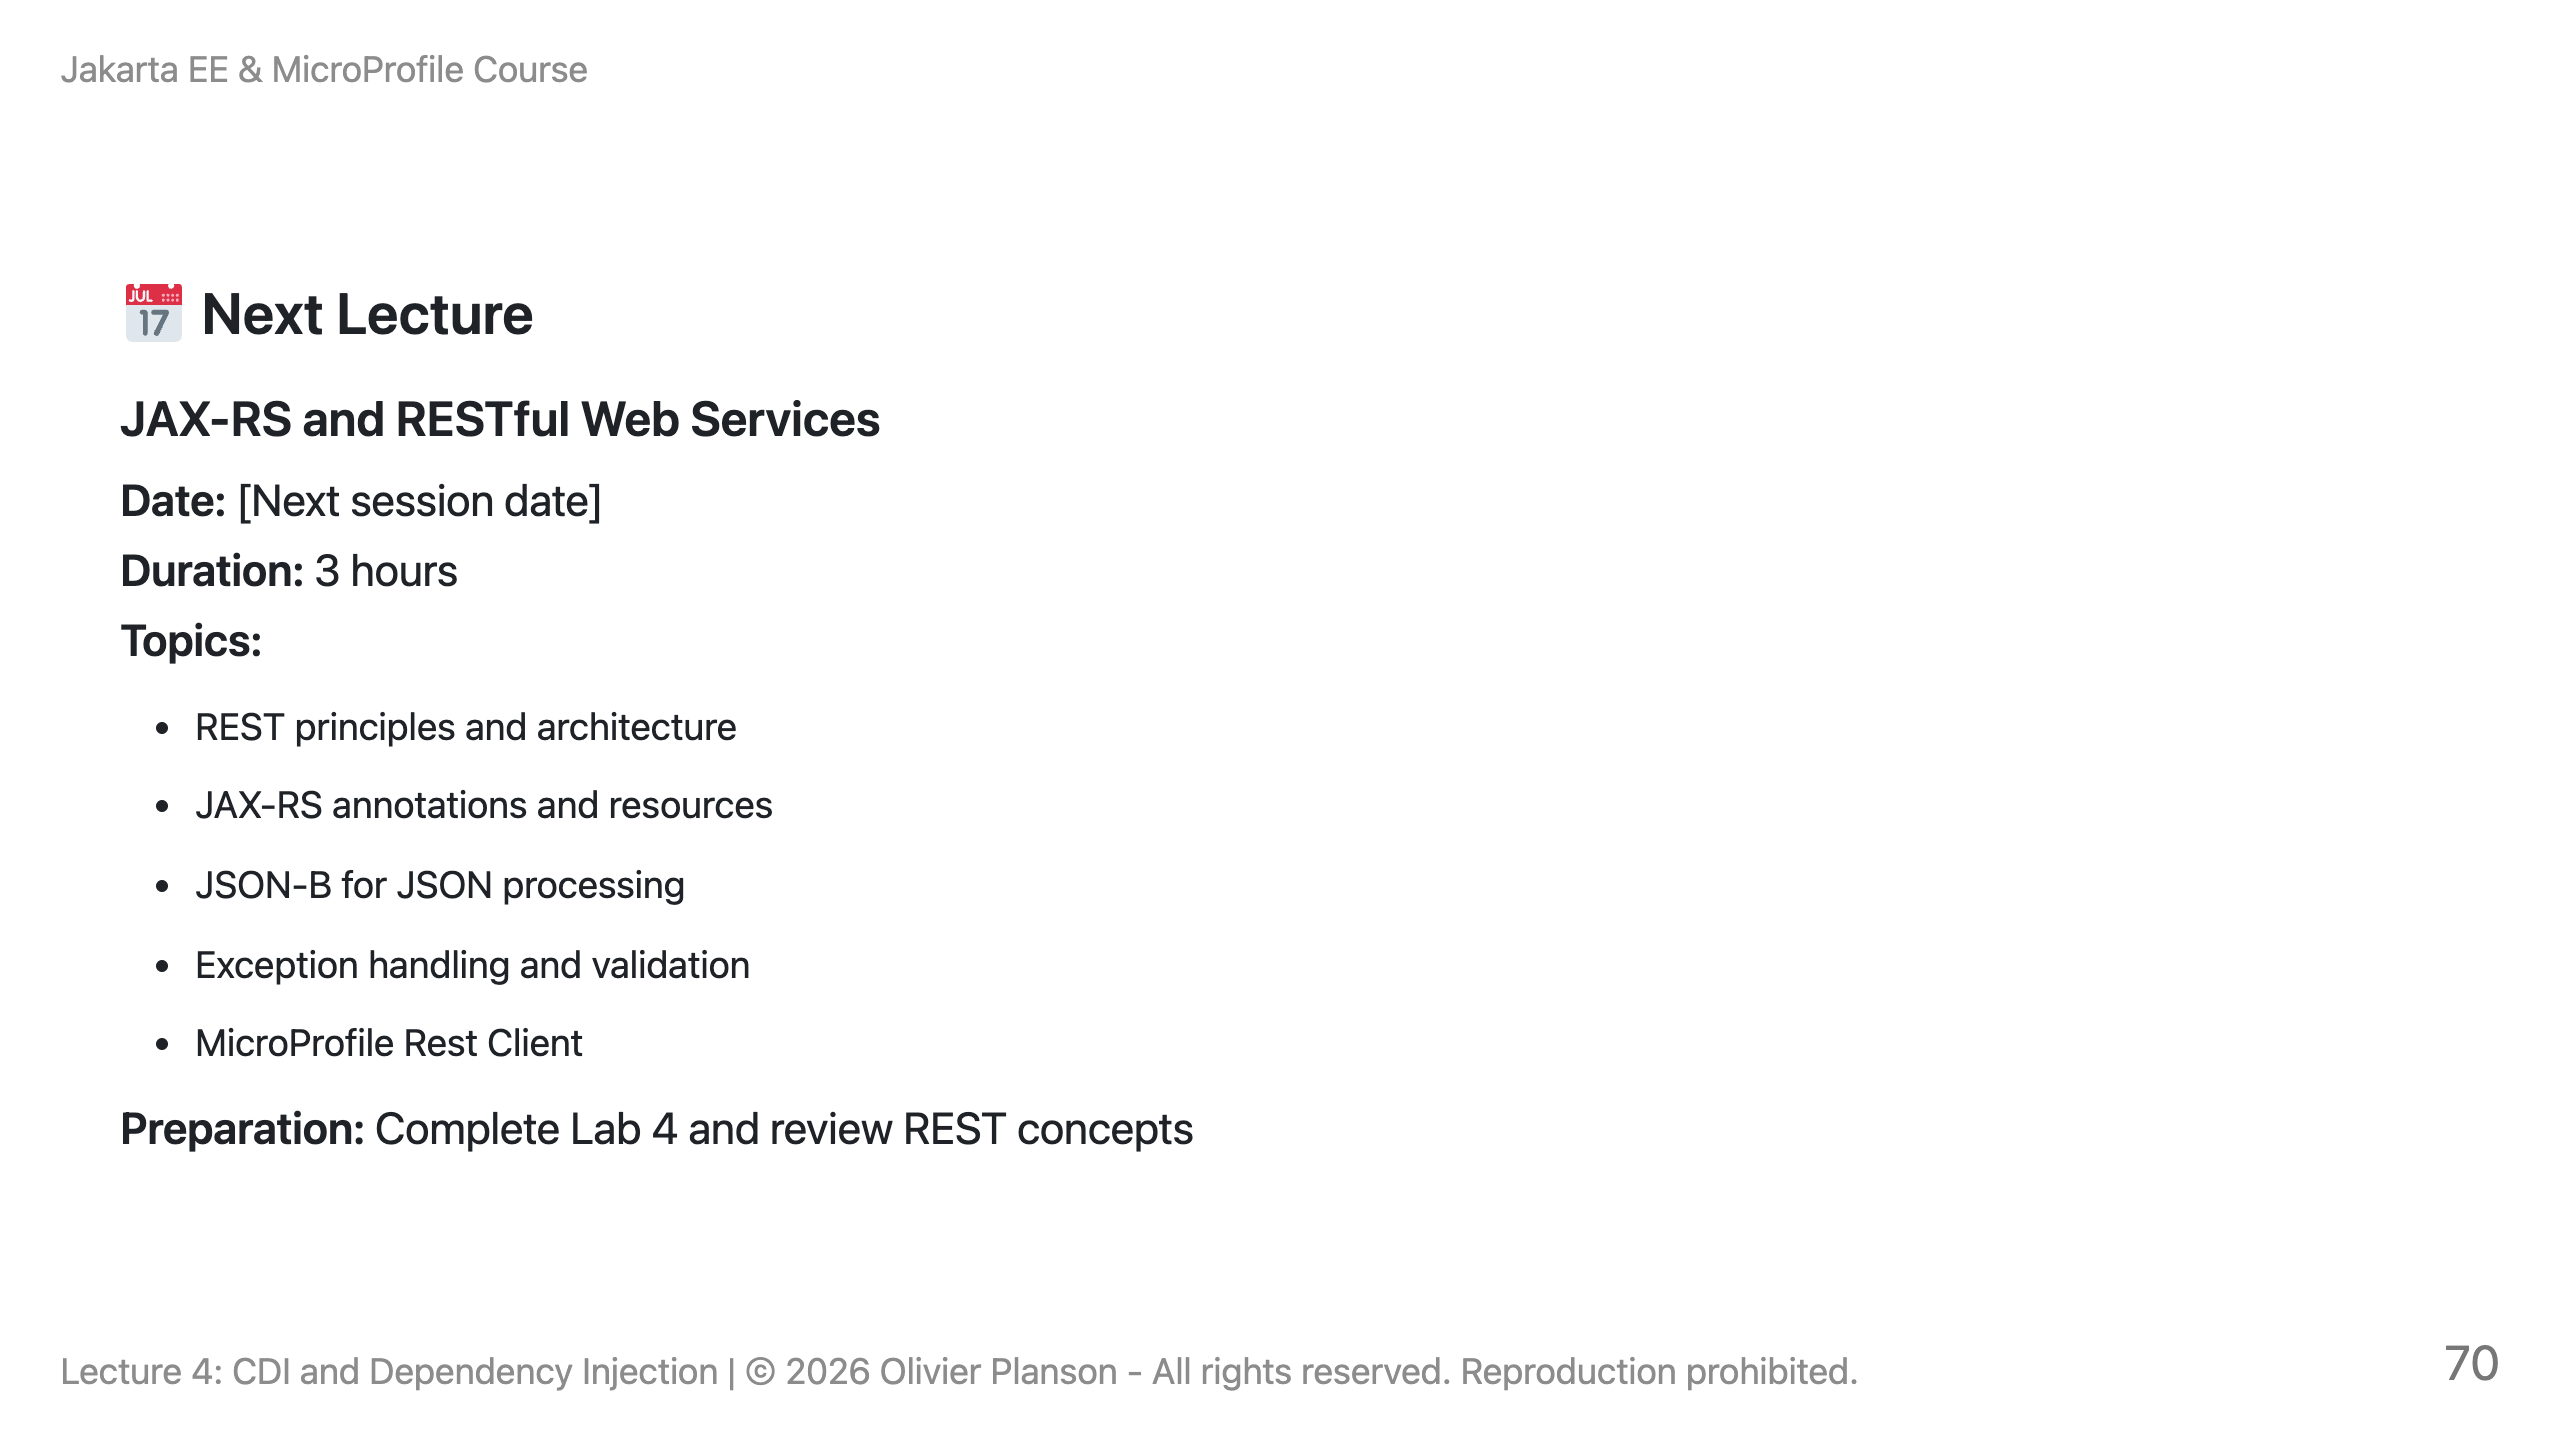 Jakarta EE & MicroProfile Course
JUL
17
Next Lecture
JAX-RS and RESTful Web Services
Date: [Next session date]
Duration: 3 hours
Topics:
• REST principles and architecture
• JAX-RS annotations and resources
• JSON-B for JSON processing
• Exception handling and validation
• MicroProfile Rest Client
Preparation: Complete Lab 4 and review REST concepts
Lecture 4: CDI and Dependency Injection | © 2026 Olivier Planson - All rights reserved. Reproduction prohibited.
70